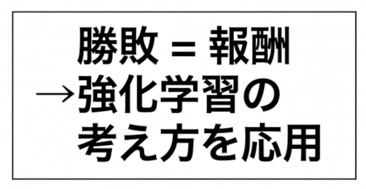 勝敗 = 報酬
→強化学習の
考え方を応用